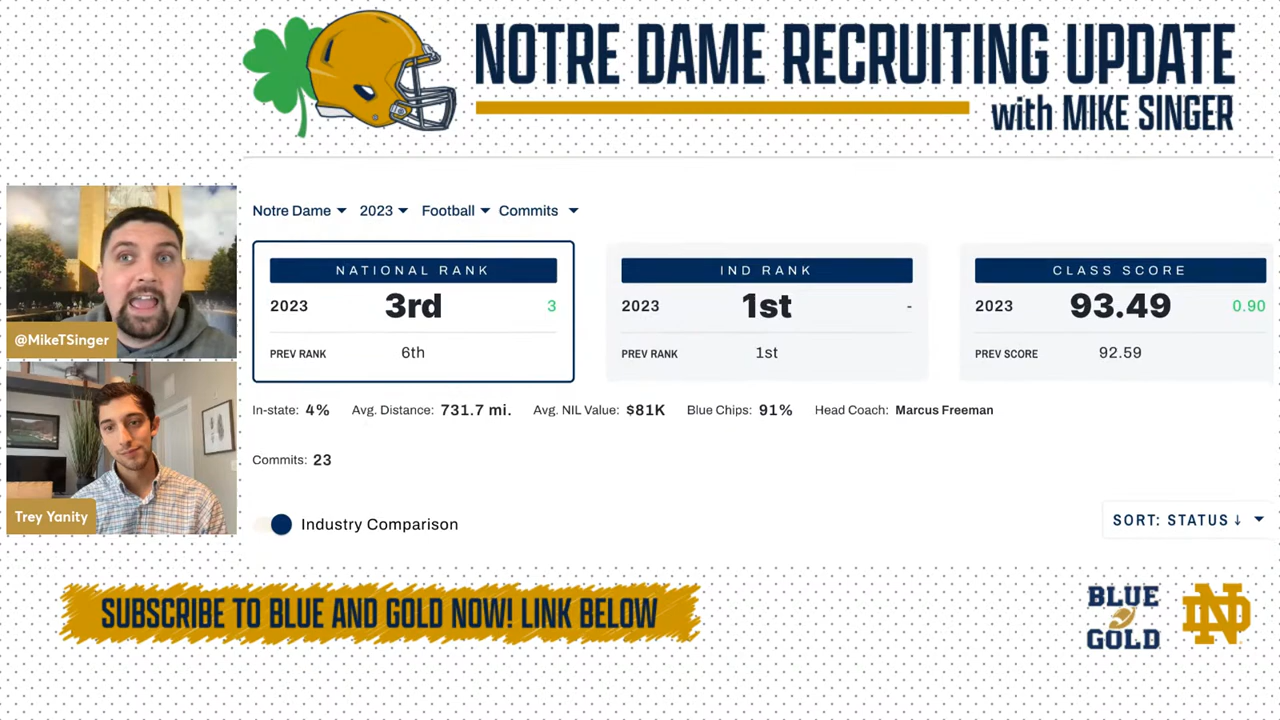 NOTRE DAME RECRUITING UPDATE
with MIKE SINGER
Notre Dame 2023 Football Commits
NATIONAL RANK
2023 3rd 3
PREV RANK 6th
IND RANK
2023 1st -
PREV RANK 1st
CLASS SCORE
2023 93.49 0.90
PREV SCORE 92.59
@MikeTSinger
In-state: 4% Avg. Distance: 731.7 mi. Avg. NIL Value: $81K Blue Chips: 91% Head Coach: Marcus Freeman
Commits: 23
Trey Yanity
Industry Comparison
SORT: STATUS ↓
SUBSCRIBE TO BLUE AND GOLD NOW! LINK BELOW
BLUE
GOLD
ND